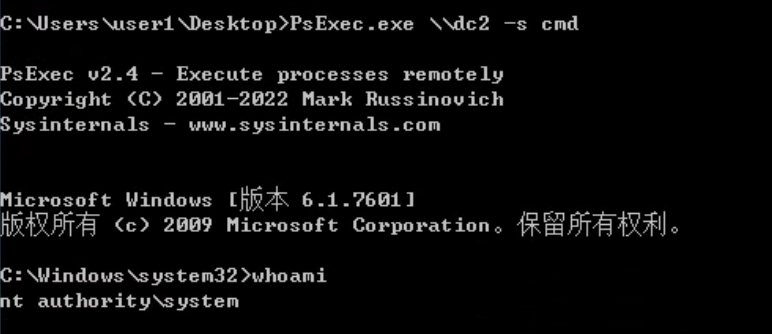 C:\Users\user1\Desktop>PsExec.exe \\dc2 -s cmd
PsExec v2.4 - Execute processes remotely
Copyright (C) 2001-2022 Mark Russinovich
Sysinternals - www.sysinternals.com
Microsoft Windows [版本 6.1.7601]
版权所有 (c) 2009 Microsoft Corporation。保留所有权利。
C:\Windows\system32>whoami
nt authority\system